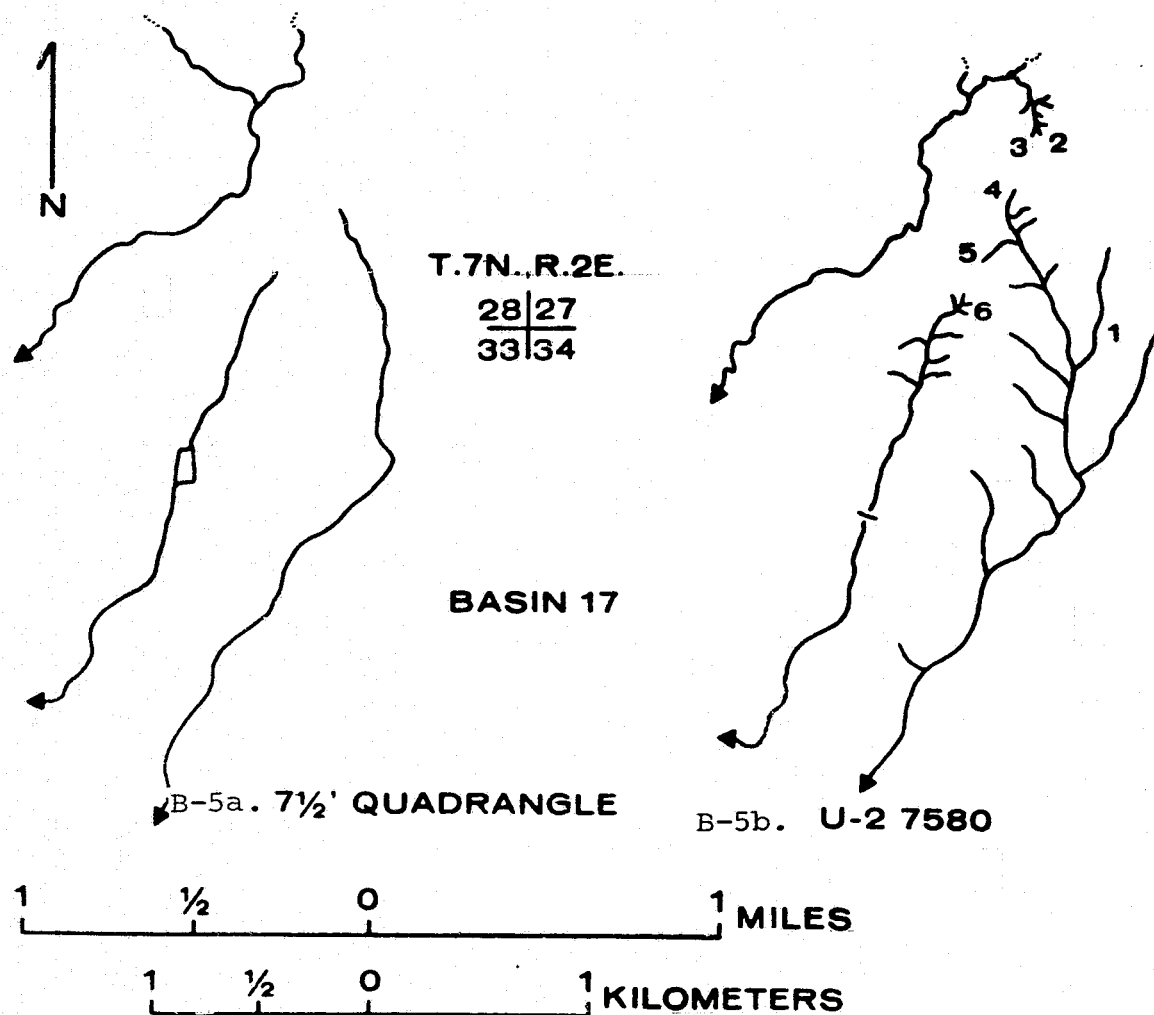 N
T.7N., R.2E.
28 27
33 34
BASIN 17
B-5a. 7½' QUADRANGLE
3 2
4
5
6
1
B-5b. U-2 7580
1 ½ 0 1 MILES
1 ½ 0 1 KILOMETERS